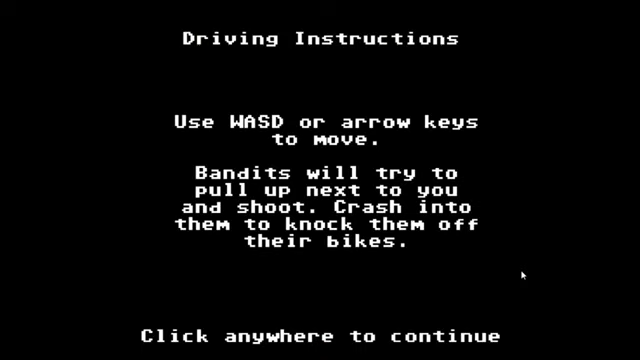 Driving Instructions
Use WASD or arrow keys
to move.
Bandits will try to
pull up next to you
and shoot. Crash into
them to knock them off
their bikes.
Click anywhere to continue